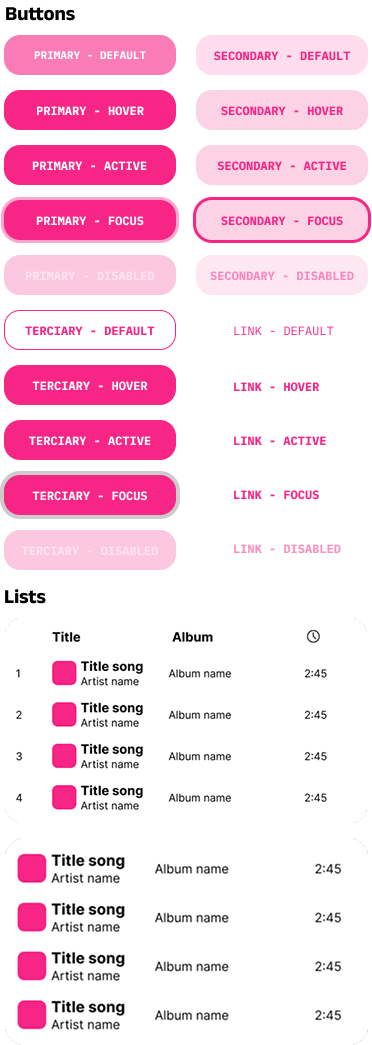 Buttons
PRIMARY - DEFAULT
SECONDARY - DEFAULT
PRIMARY - HOVER
SECONDARY - HOVER
PRIMARY - ACTIVE
SECONDARY - ACTIVE
PRIMARY - FOCUS
SECONDARY - FOCUS
PRIMARY - DISABLED
SECONDARY - DISABLED
TERCIARY - DEFAULT
LINK - DEFAULT
TERCIARY - HOVER
LINK - HOVER
TERCIARY - ACTIVE
LINK - ACTIVE
TERCIARY - FOCUS
LINK - FOCUS
TERCIARY - DISABLED
LINK - DISABLED
Lists
Title Album
1 Title song Album name 2:45
Artist name
2 Title song Album name 2:45
Artist name
3 Title song Album name 2:45
Artist name
4 Title song Album name 2:45
Artist name
Title song Album name 2:45
Artist name
Title song Album name 2:45
Artist name
Title song Album name 2:45
Artist name
Title song Album name 2:45
Artist name